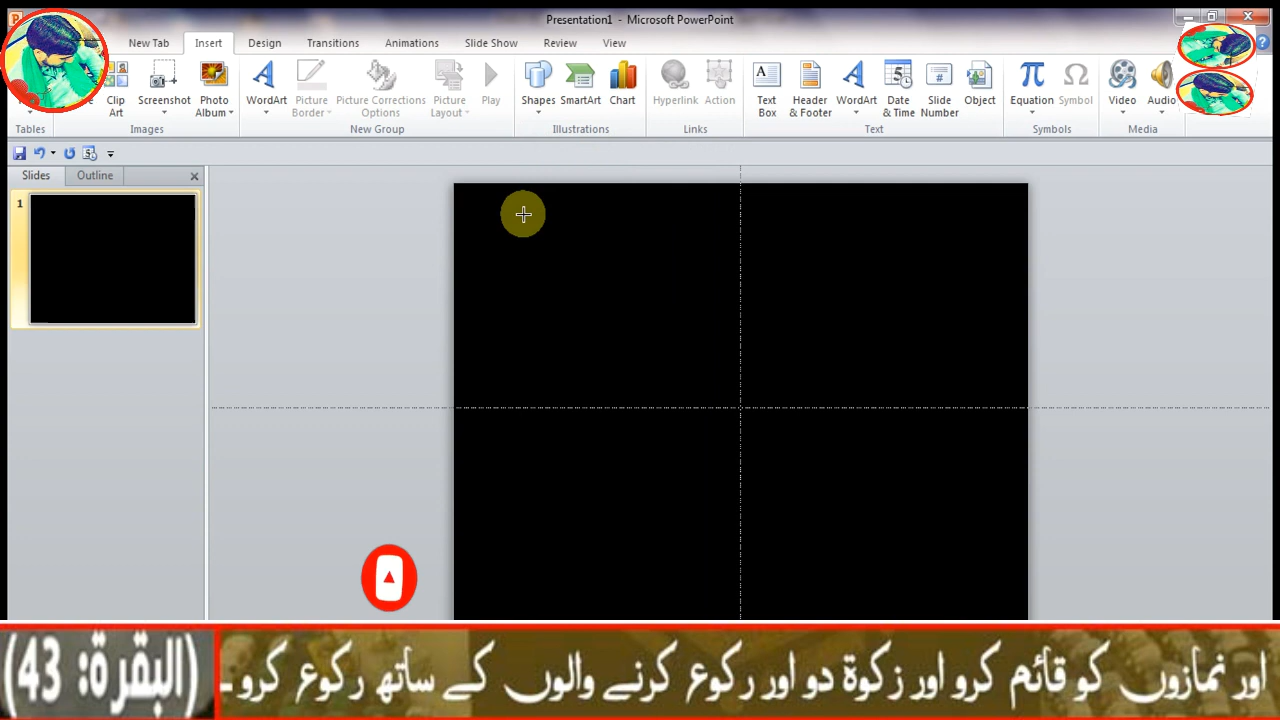 Presentation1 - Microsoft PowerPoint
New Tab Insert Design Transitions Animations Slide Show Review View
Clip Art Screenshot Photo Album WordArt Picture Border Picture Corrections Options Picture Layout Play Shapes SmartArt Chart Hyperlink Action Text Box Header & Footer WordArt Date & Time Slide Number Object Equation Symbol Video Audio
Tables Images New Group Illustrations Links Text Symbols Media
Slides Outline
1
اور نمازوں کو قائم کرو اور زکوۃ دو اور رکوع کرنے والوں کے ساتھ رکوع کرو۔ (البقرة: 43)